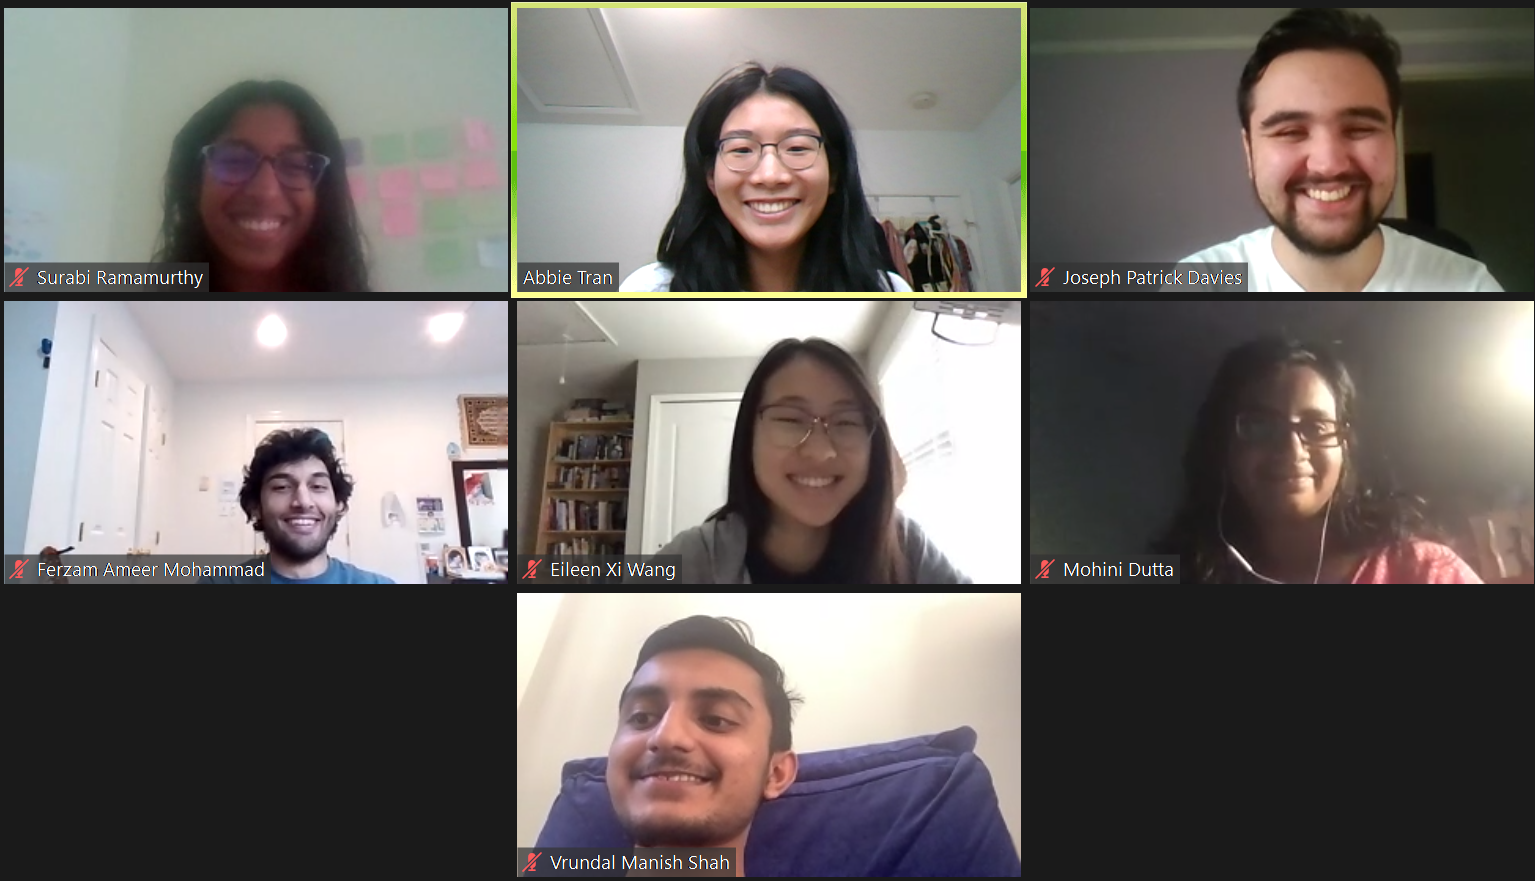 Surabi Ramamurthy
Abbie Tran
Joseph Patrick Davies
Ferzam Ameer Mohammad
Eileen Xi Wang
Mohini Dutta
Vrundal Manish Shah